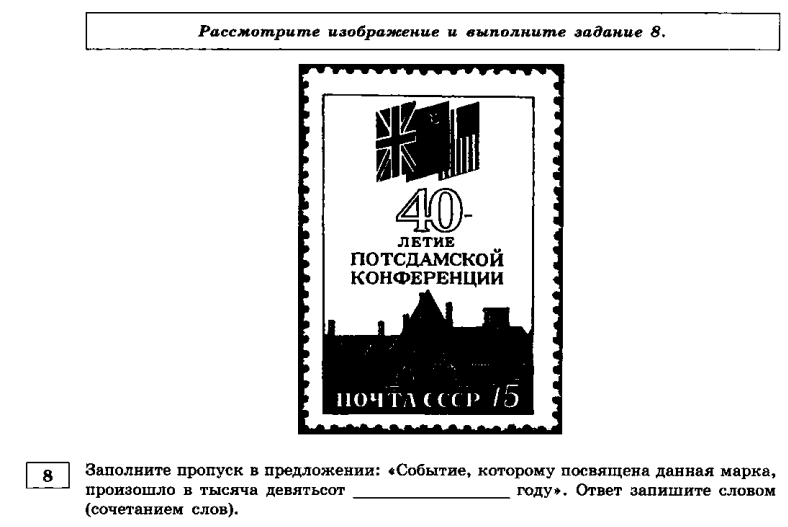 Рассмотрите изображение и выполните задание 8.
40-
ЛЕТИЕ
ПОТСДАМСКОЙ
КОНФЕРЕНЦИИ
ПОЧТА СССР 15
8 Заполните пропуск в предложении: «Событие, которому посвящена данная марка,
произошло в тысяча девятьсот ________________ году». Ответ запишите словом
(сочетанием слов).